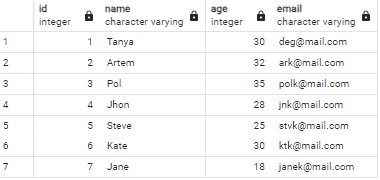 id name age email
integer character varying integer character varying
1 1 Tanya 30 deg@mail.com
2 2 Artem 32 ark@mail.com
3 3 Pol 35 polk@mail.com
4 4 Jhon 28 jnk@mail.com
5 5 Steve 25 stvk@mail.com
6 6 Kate 30 ktk@mail.com
7 7 Jane 18 janek@mail.com